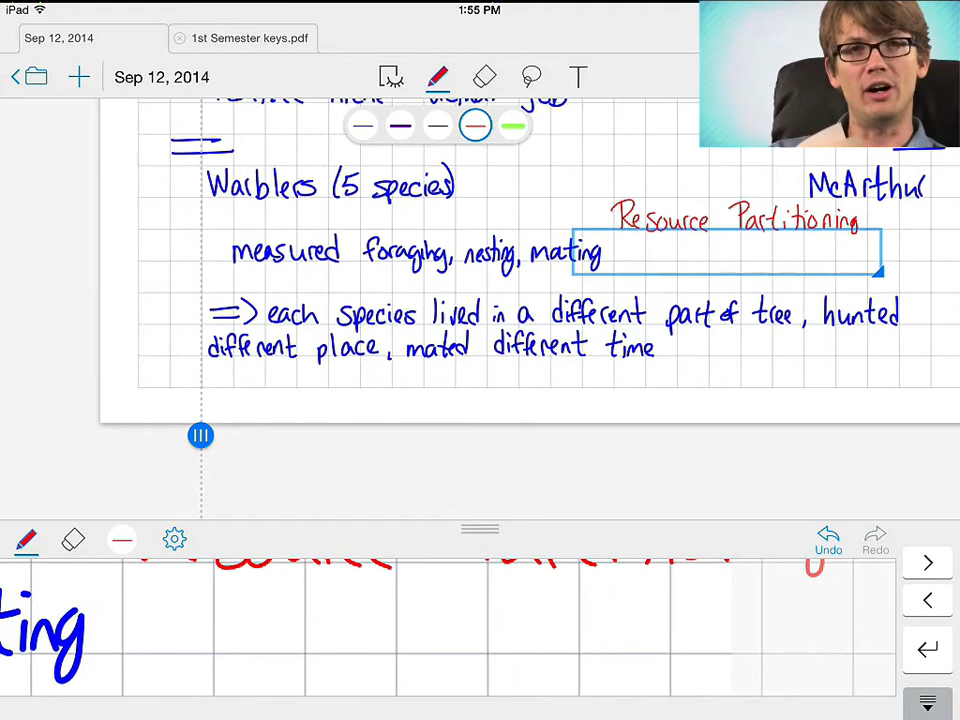 iPad 1:55 PM
Sep 12, 2014 1st Semester keys.pdf
Sep 12, 2014 T
job
Warblers (5 species) McArthur
Resource Partitioning
measured foraging, nesting, mating
=> each species lived in a different part of tree, hunted
different place, mated different time
Undo Redo
ting